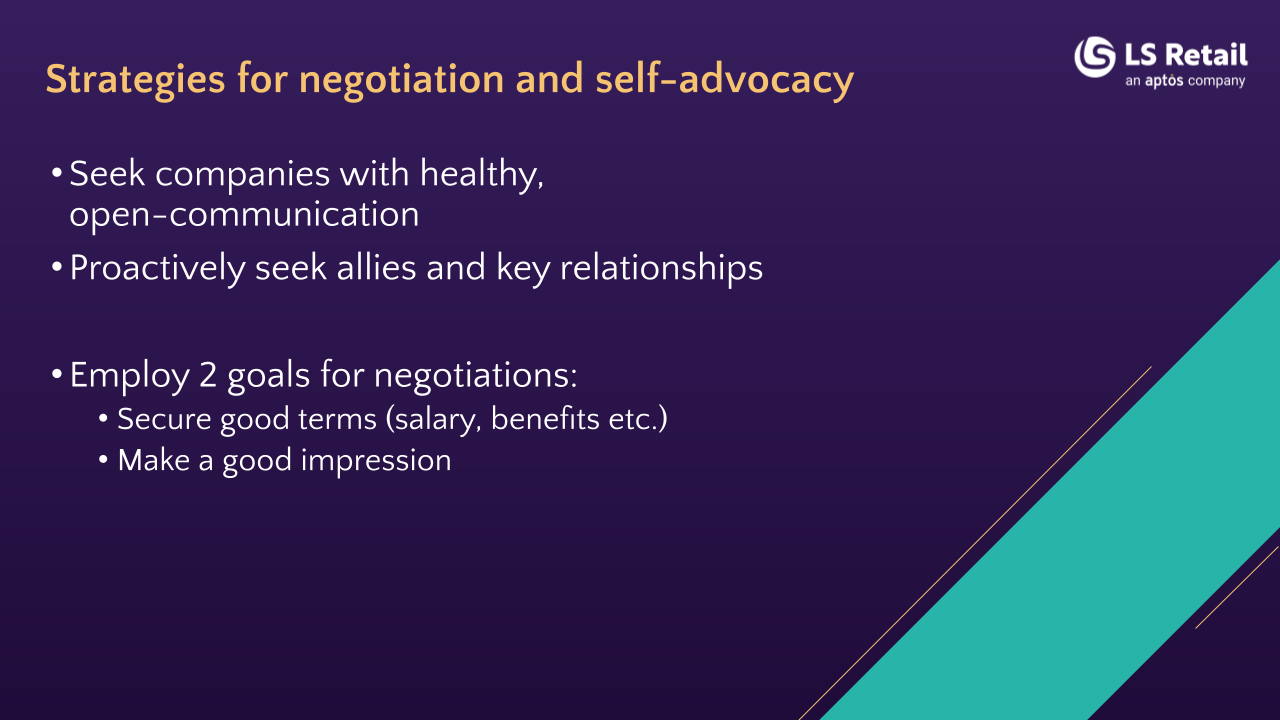 Strategies for negotiation and self-advocacy
LS Retail
an aptos company
• Seek companies with healthy,
open-communication
• Proactively seek allies and key relationships
• Employ 2 goals for negotiations:
• Secure good terms (salary, benefits etc.)
• Make a good impression